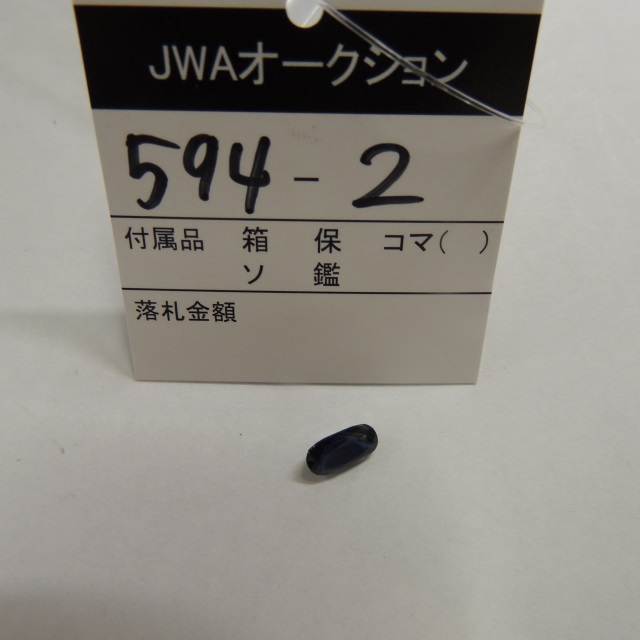 JWAオークション
594-2
付属品 箱 保 コマ( )
ソ 鑑
落札金額